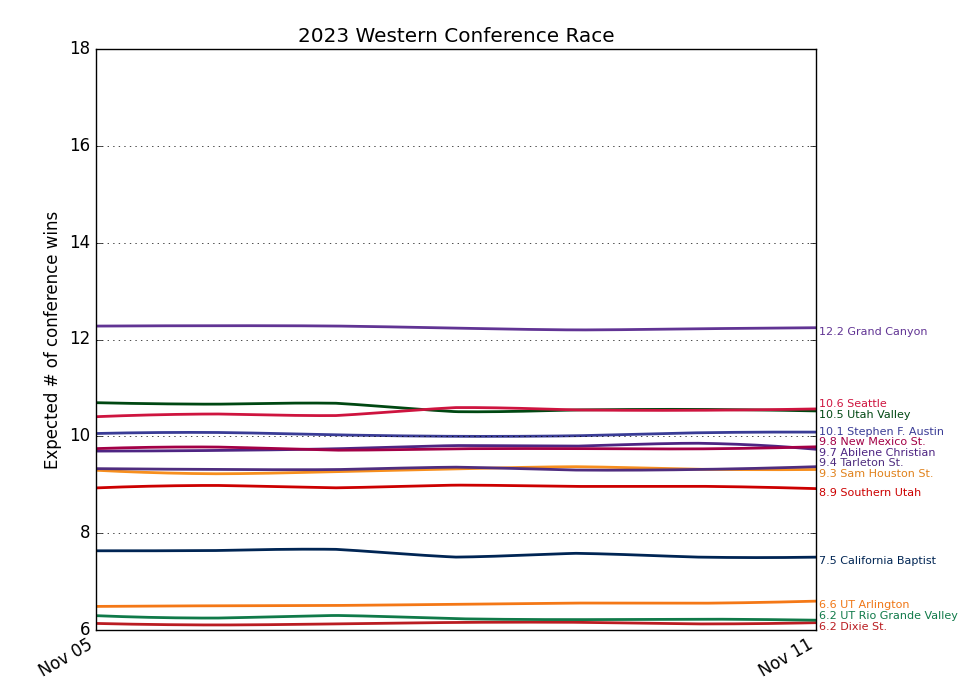 2023 Western Conference Race
Expected # of conference wins
18
16
14
12
10
8
6
Nov 05
Nov 11
12.2 Grand Canyon
10.6 Seattle
10.5 Utah Valley
10.1 Stephen F. Austin
9.8 New Mexico St.
9.7 Abilene Christian
9.4 Tarleton St.
9.3 Sam Houston St.
8.9 Southern Utah
7.5 California Baptist
6.6 UT Arlington
6.2 UT Rio Grande Valley
6.2 Dixie St.